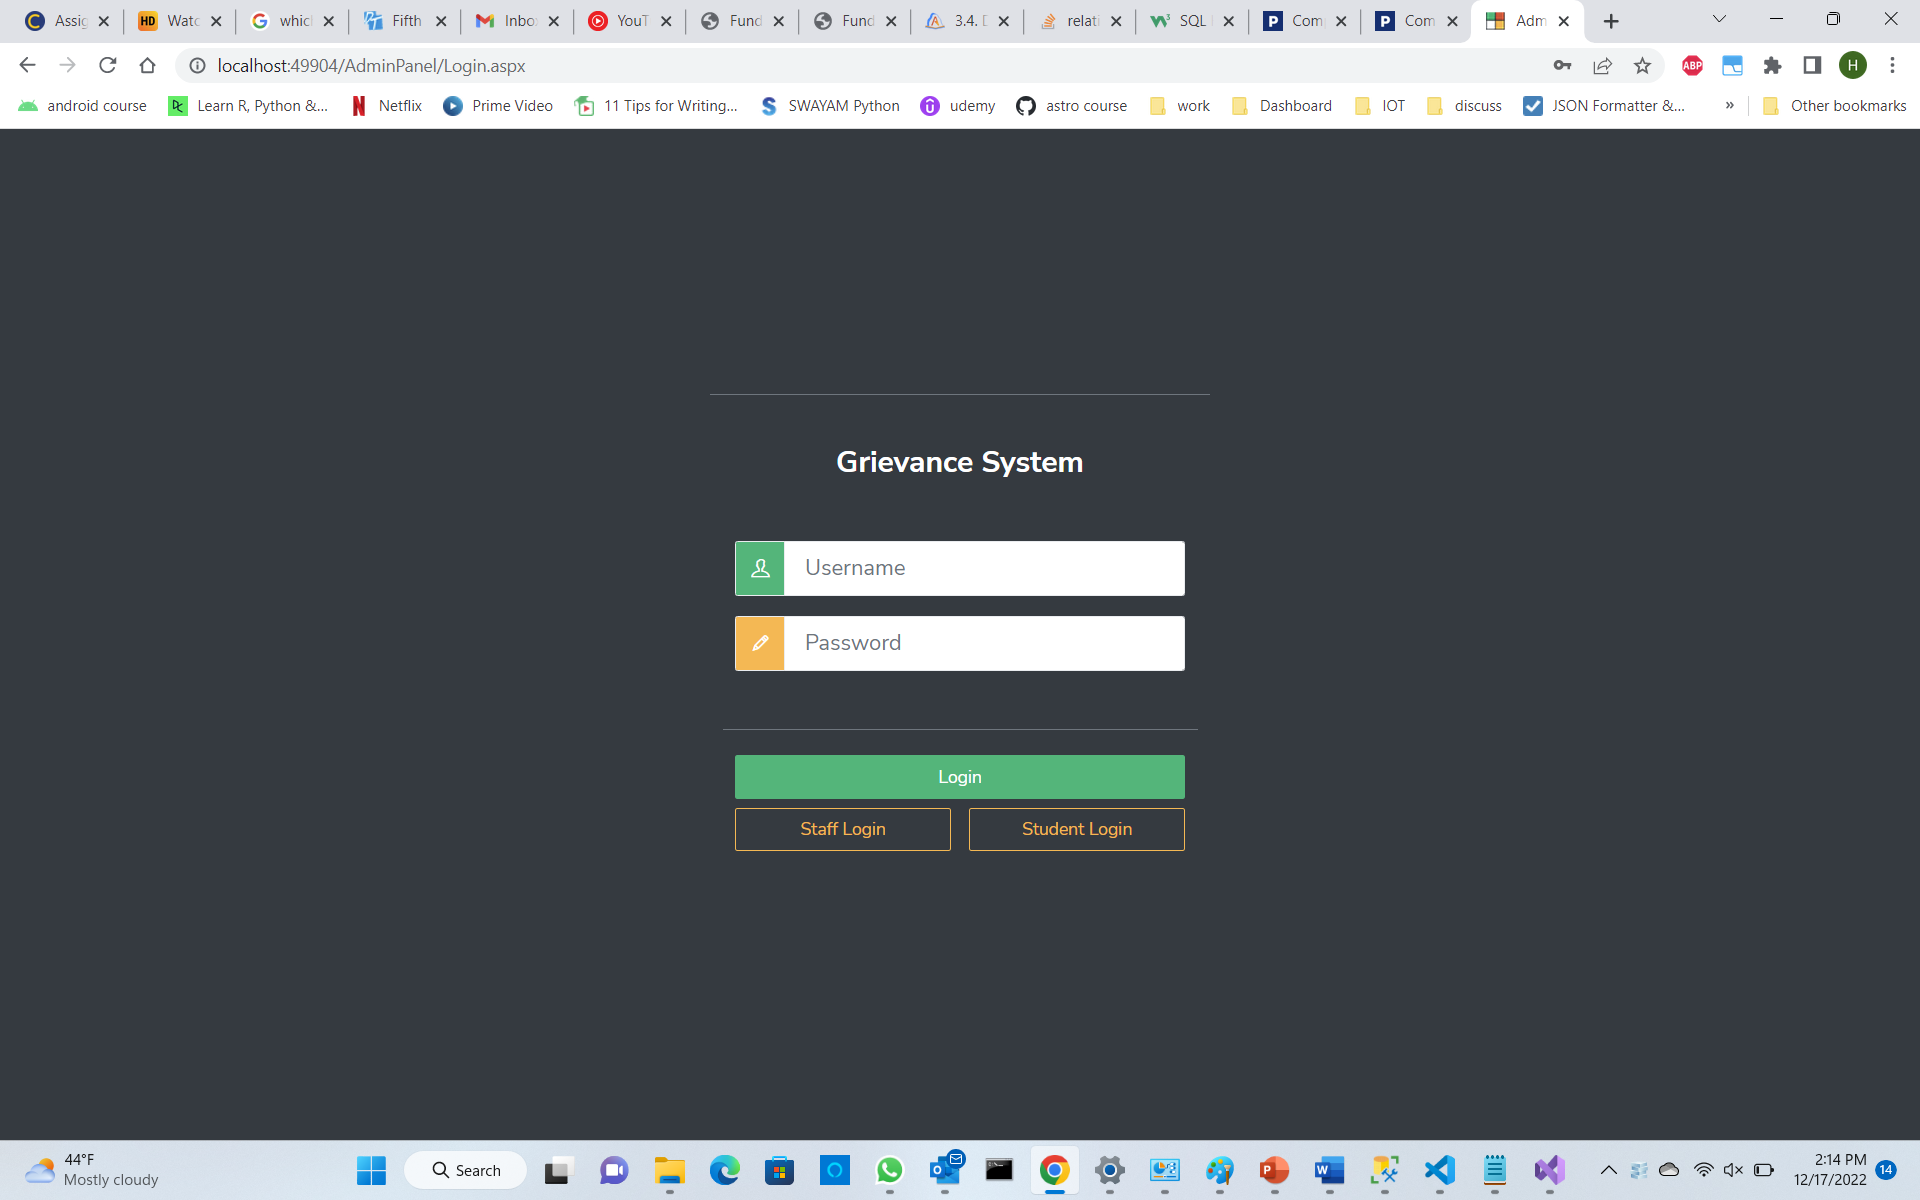 Assig
HD Watc
which
Fifth
Inbo
YouT
Fund
Fund
3.4. D
relati
SQL
P Com
P Com
Adm
localhost:49904/AdminPanel/Login.aspx
ABP
H
android course
Learn R, Python &...
Netflix
Prime Video
11 Tips for Writing...
SWAYAM Python
udemy
astro course
work
Dashboard
IOT
discuss
JSON Formatter &...
»
Other bookmarks
Grievance System
Username
Password
Login
Staff Login
Student Login
44°F
Mostly cloudy
Search
2:14 PM
12/17/2022
14